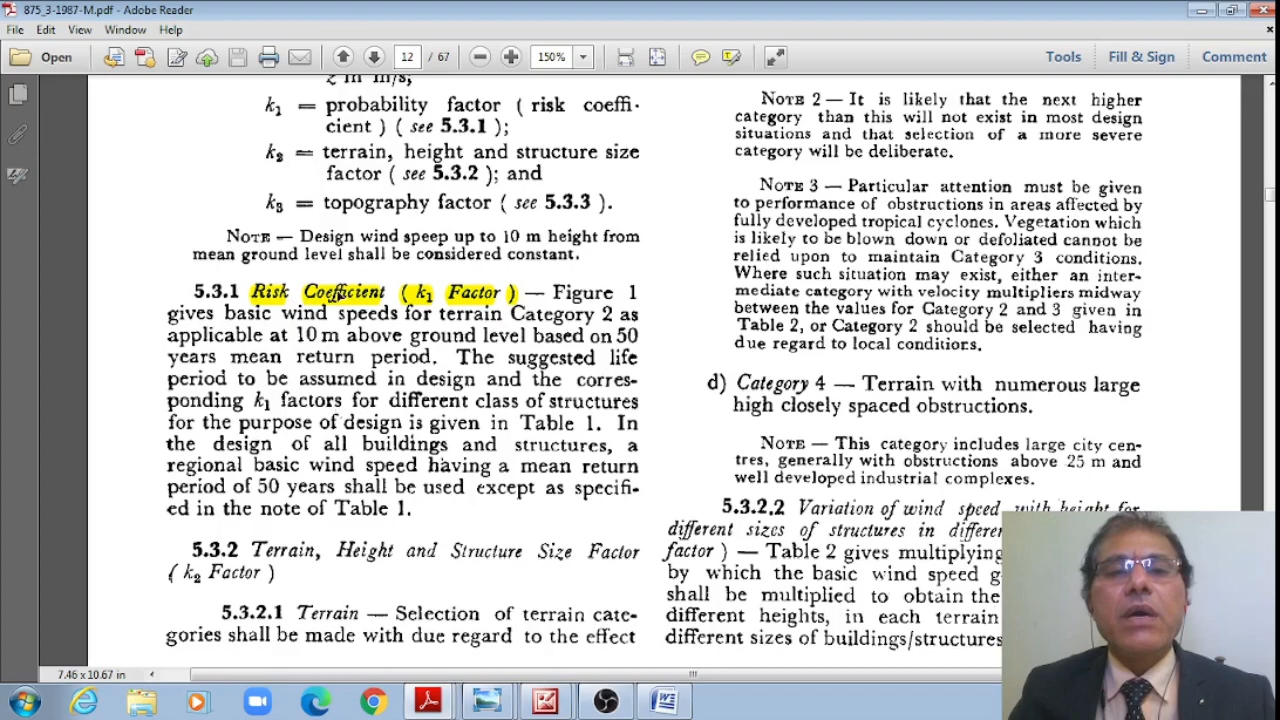 875_3-1987-M.pdf - Adobe Reader
File Edit View Window Help
Open
12 / 67
150%
Tools
Fill & Sign
Comment
z in m/s;
k1 = probability factor ( risk coeffi-
cient ) ( see 5.3.1 );
k2 = terrain, height and structure size
factor ( see 5.3.2 ); and
k3 = topography factor ( see 5.3.3 ).
NOTE — Design wind speep up to 10 m height from
mean ground level shall be considered constant.
5.3.1 Risk Coefficient ( k1 Factor ) — Figure 1
gives basic wind speeds for terrain Category 2 as
applicable at 10 m above ground level based on 50
years mean return period. The suggested life
period to be assumed in design and the corres-
ponding k1 factors for different class of structures
for the purpose of design is given in Table 1. In
the design of all buildings and structures, a
regional basic wind speed having a mean return
period of 50 years shall be used except as specifi-
ed in the note of Table 1.
5.3.2 Terrain, Height and Structure Size Factor
( k2 Factor )
5.3.2.1 Terrain — Selection of terrain cate-
gories shall be made with due regard to the effect
NOTE 2 — It is likely that the next higher
category than this will not exist in most design
situations and that selection of a more severe
category will be deliberate.
NOTE 3 — Particular attention must be given
to performance of obstructions in areas affected by
fully developed tropical cyclones. Vegetation which
is likely to be blown down or defoliated cannot be
relied upon to maintain Category 3 conditions.
Where such situation may exist, either an inter-
mediate category with velocity multipliers midway
between the values for Category 2 and 3 given in
Table 2, or Category 2 should be selected having
due regard to local conditions.
d) Category 4 — Terrain with numerous large
high closely spaced obstructions.
NOTE — This category includes large city cen-
tres, generally with obstructions above 25 m and
well developed industrial complexes.
5.3.2.2 Variation of wind speed with height for
different sizes of structures in
factor ) — Table 2 gives multiplying
by which the basic wind speed
shall be multiplied to obtain the
different heights, in each terrain
different sizes of buildings/structures
7.46 x 10.67 in